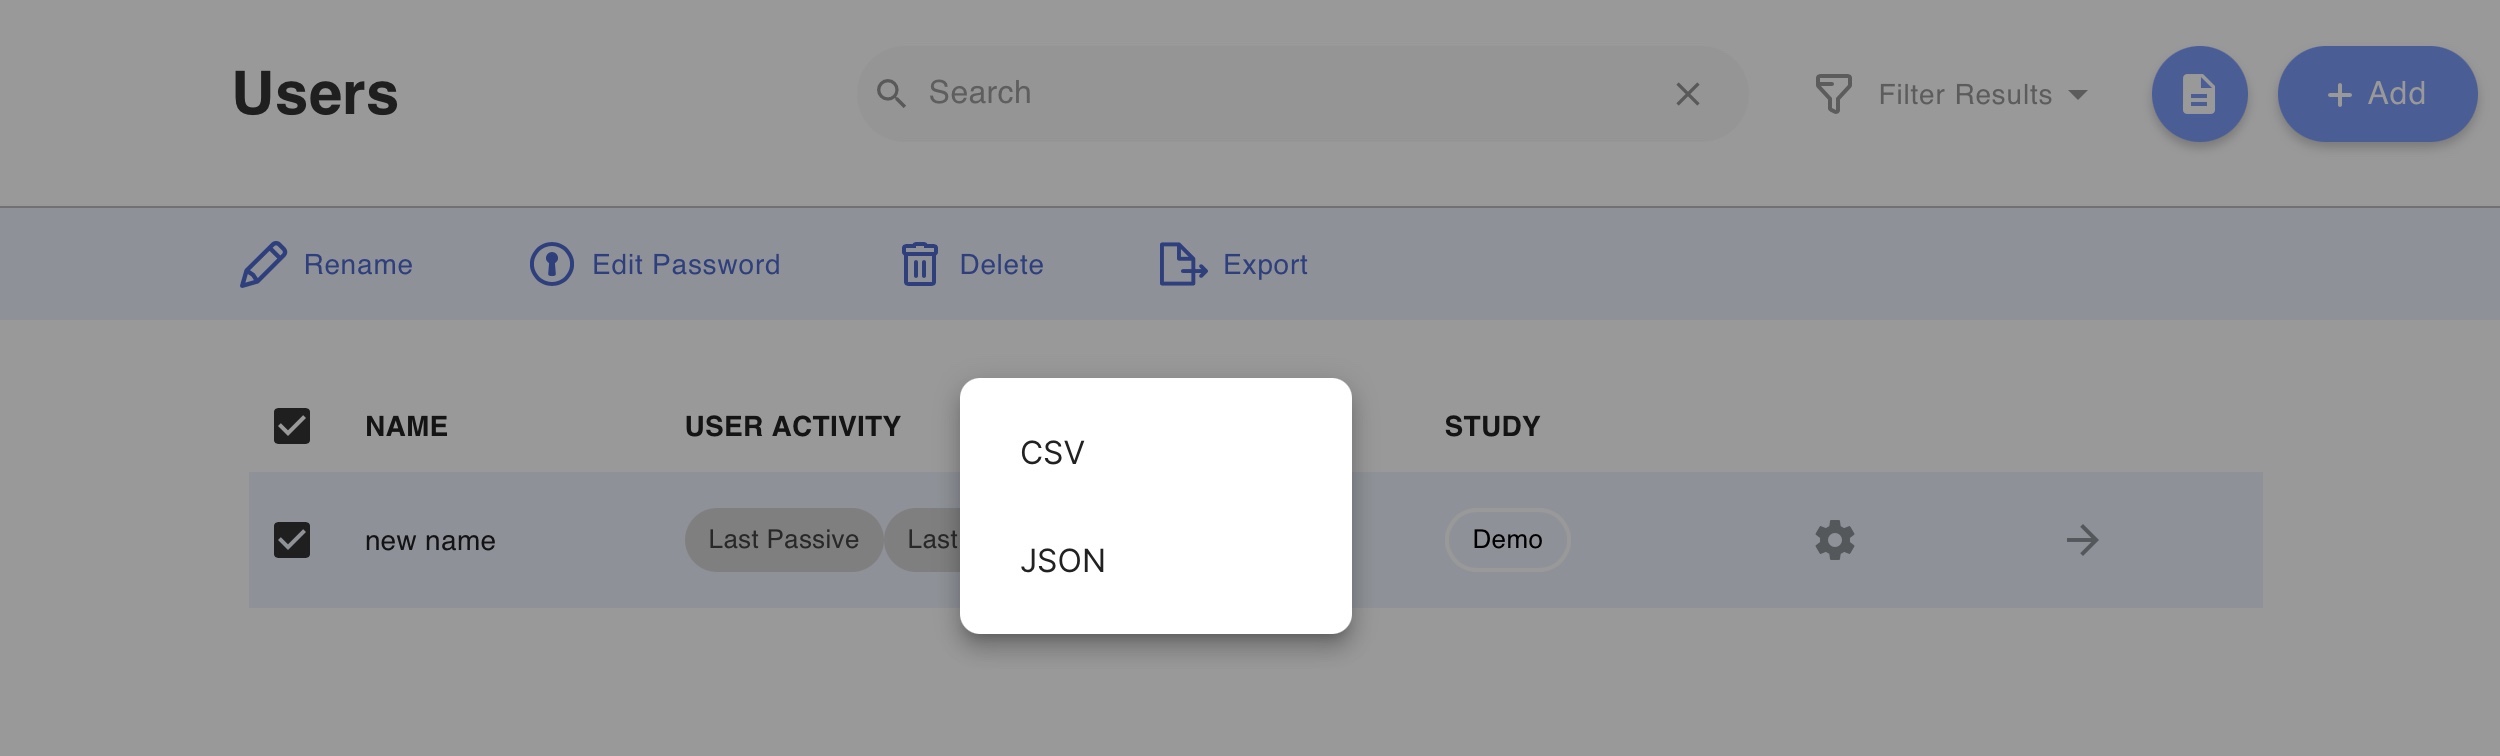 Users
Search
Filter Results
Add
Rename
Edit Password
Delete
Export
NAME
USER ACTIVITY
STUDY
new name
Last Passive
Last
Demo
CSV
JSON